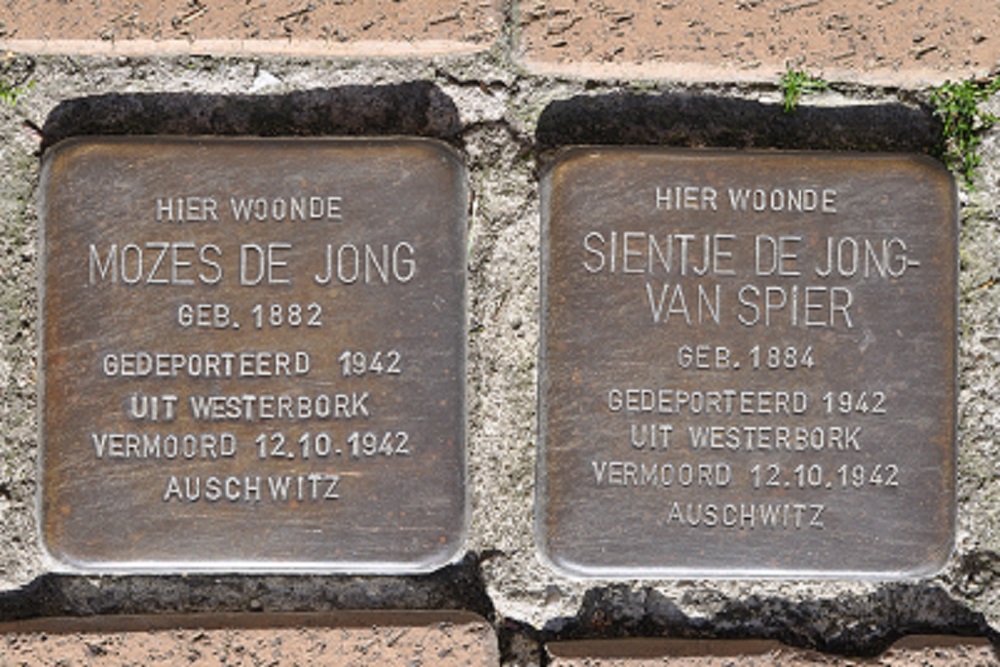 HIER WOONDE
MOZES DE JONG
GEB. 1882
GEDEPORTEERD 1942
UIT WESTERBORK
VERMOORD 12.10.1942
AUSCHWITZ
HIER WOONDE
SIENTJE DE JONG-
VAN SPIER
GEB. 1884
GEDEPORTEERD 1942
UIT WESTERBORK
VERMOORD 12.10.1942
AUSCHWITZ